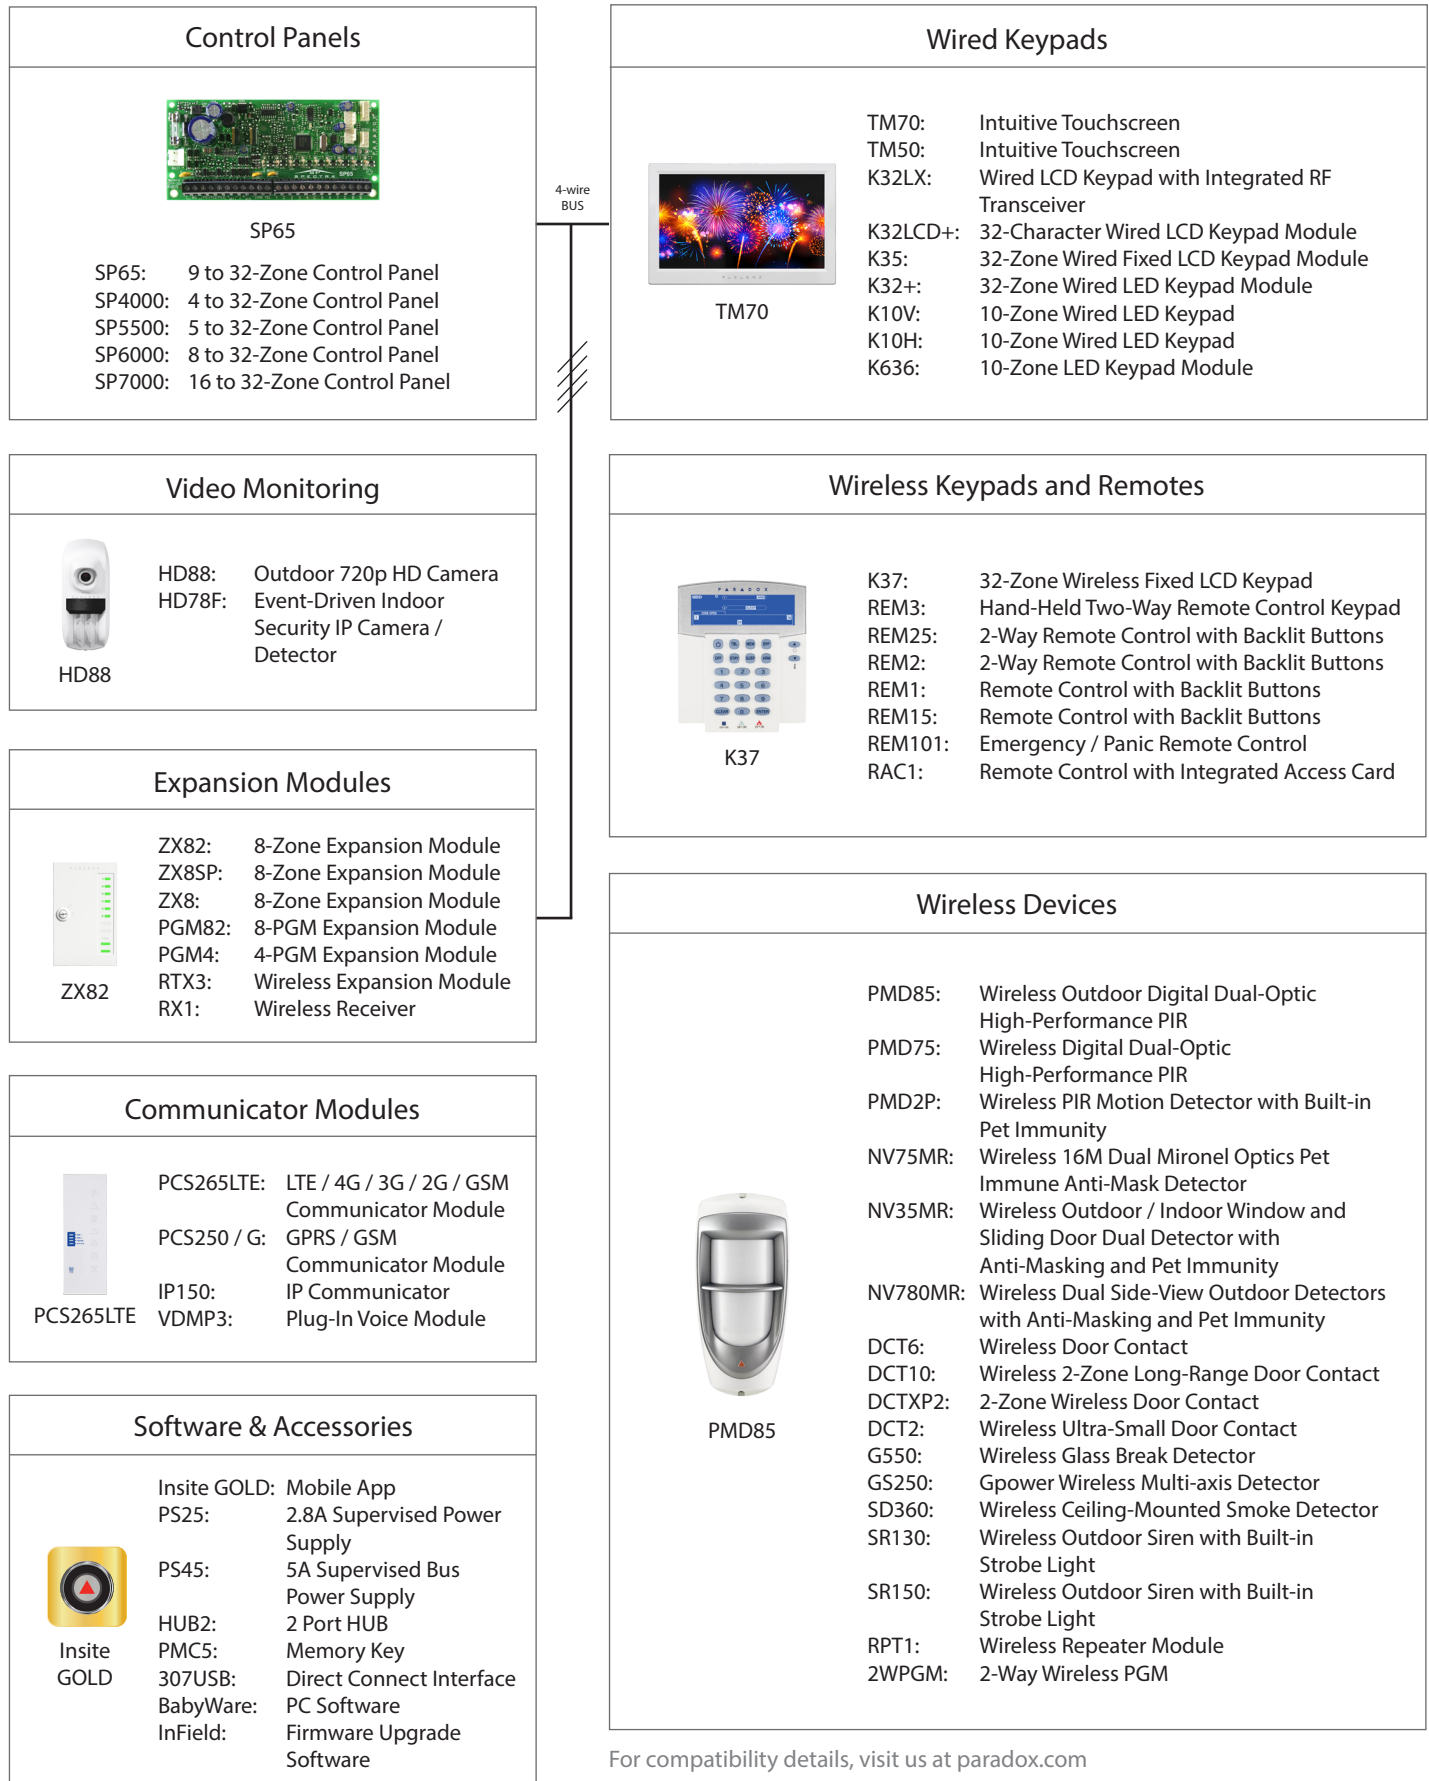 Control Panels
SPECTRA SP65
SP65
SP65: 9 to 32-Zone Control Panel
SP4000: 4 to 32-Zone Control Panel
SP5500: 5 to 32-Zone Control Panel
SP6000: 8 to 32-Zone Control Panel
SP7000: 16 to 32-Zone Control Panel
4-wire
BUS
Wired Keypads
PARADOX
TM70
TM70: Intuitive Touchscreen
TM50: Intuitive Touchscreen
K32LX: Wired LCD Keypad with Integrated RF
Transceiver
K32LCD+: 32-Character Wired LCD Keypad Module
K35: 32-Zone Wired Fixed LCD Keypad Module
K32+: 32-Zone Wired LED Keypad Module
K10V: 10-Zone Wired LED Keypad
K10H: 10-Zone Wired LED Keypad
K636: 10-Zone LED Keypad Module
Video Monitoring
HD88
HD88: Outdoor 720p HD Camera
HD78F: Event-Driven Indoor
Security IP Camera /
Detector
Wireless Keypads and Remotes
PARADOX
1
2
3
4
5
6
7
8
9
CLEAR
0
ENTER
K37
K37: 32-Zone Wireless Fixed LCD Keypad
REM3: Hand-Held Two-Way Remote Control Keypad
REM25: 2-Way Remote Control with Backlit Buttons
REM2: 2-Way Remote Control with Backlit Buttons
REM1: Remote Control with Backlit Buttons
REM15: Remote Control with Backlit Buttons
REM101: Emergency / Panic Remote Control
RAC1: Remote Control with Integrated Access Card
Expansion Modules
ZX82
ZX82: 8-Zone Expansion Module
ZX8SP: 8-Zone Expansion Module
ZX8: 8-Zone Expansion Module
PGM82: 8-PGM Expansion Module
PGM4: 4-PGM Expansion Module
RTX3: Wireless Expansion Module
RX1: Wireless Receiver
Communicator Modules
PCS265LTE
PCS265LTE: LTE / 4G / 3G / 2G / GSM
Communicator Module
PCS250 / G: GPRS / GSM
Communicator Module
IP150: IP Communicator
VDMP3: Plug-In Voice Module
Software & Accessories
Insite
GOLD
Insite GOLD: Mobile App
PS25: 2.8A Supervised Power
Supply
PS45: 5A Supervised Bus
Power Supply
HUB2: 2 Port HUB
PMC5: Memory Key
307USB: Direct Connect Interface
BabyWare: PC Software
InField: Firmware Upgrade
Software
Wireless Devices
PMD85
PMD85: Wireless Outdoor Digital Dual-Optic
High-Performance PIR
PMD75: Wireless Digital Dual-Optic
High-Performance PIR
PMD2P: Wireless PIR Motion Detector with Built-in
Pet Immunity
NV75MR: Wireless 16M Dual Mironel Optics Pet
Immune Anti-Mask Detector
NV35MR: Wireless Outdoor / Indoor Window and
Sliding Door Dual Detector with
Anti-Masking and Pet Immunity
NV780MR: Wireless Dual Side-View Outdoor Detectors
with Anti-Masking and Pet Immunity
DCT6: Wireless Door Contact
DCT10: Wireless 2-Zone Long-Range Door Contact
DCTXP2: 2-Zone Wireless Door Contact
DCT2: Wireless Ultra-Small Door Contact
G550: Wireless Glass Break Detector
GS250: Gpower Wireless Multi-axis Detector
SD360: Wireless Ceiling-Mounted Smoke Detector
SR130: Wireless Outdoor Siren with Built-in
Strobe Light
SR150: Wireless Outdoor Siren with Built-in
Strobe Light
RPT1: Wireless Repeater Module
2WPGM: 2-Way Wireless PGM
For compatibility details, visit us at paradox.com